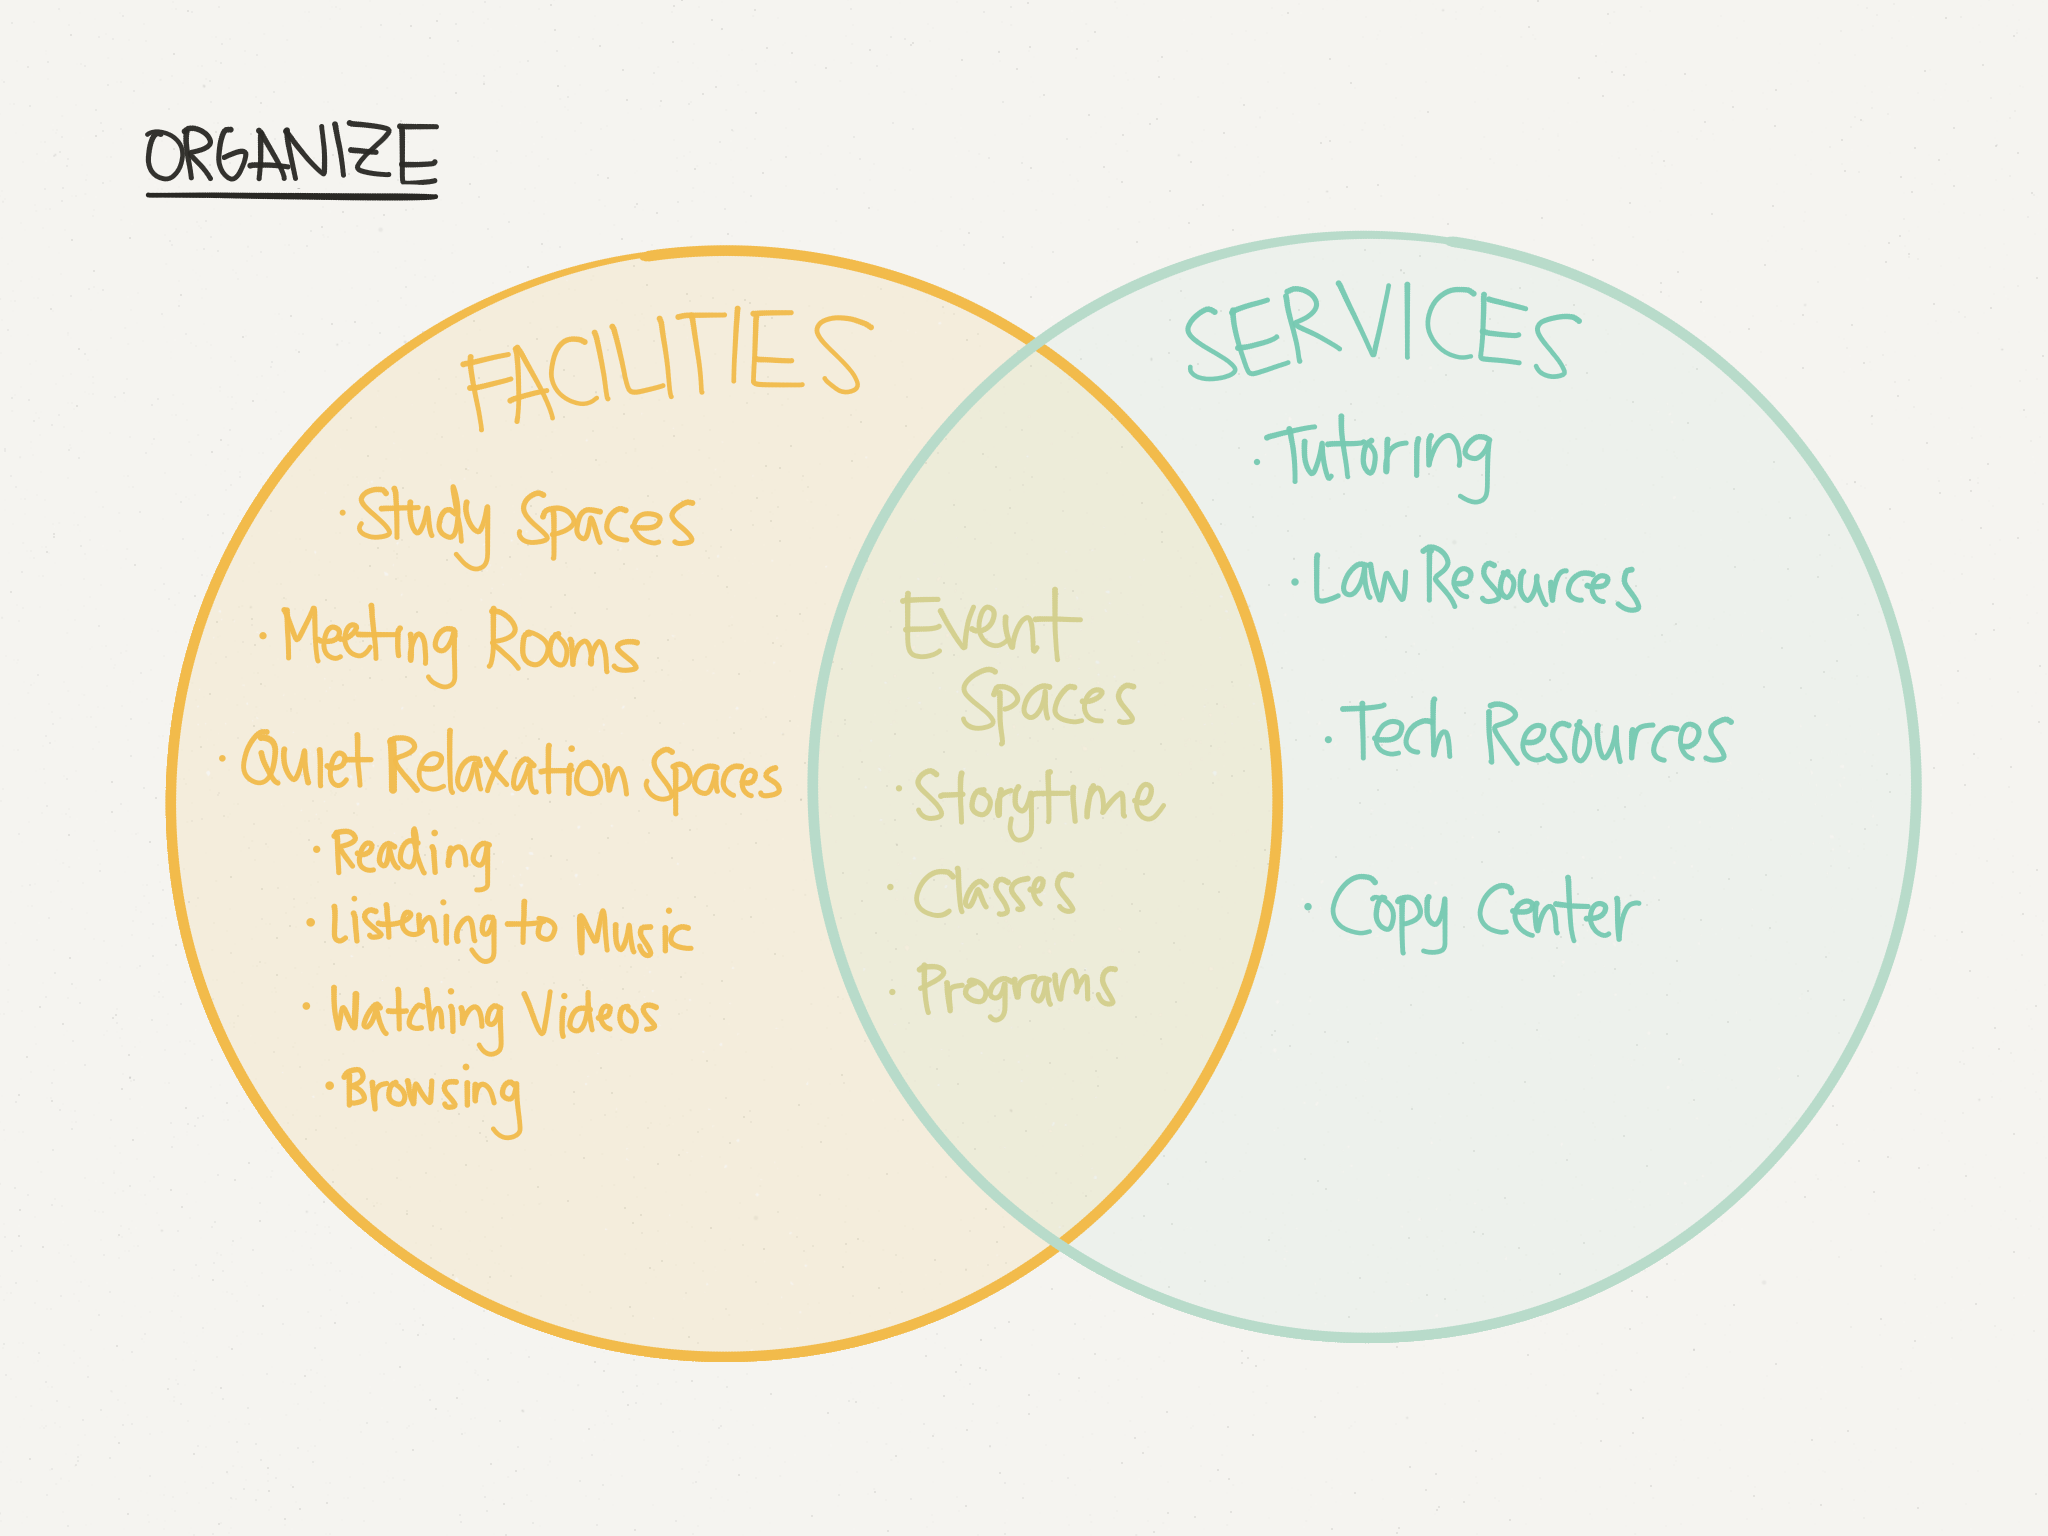 ORGANIZE
FACILITIES
· Study Spaces
· Meeting Rooms
· Quiet Relaxation Spaces
· Reading
· Listening to Music
· Watching Videos
· Browsing
Event
Spaces
· Storytime
· Classes
· Programs
SERVICES
· Tutoring
· Law Resources
· Tech Resources
· Copy Center